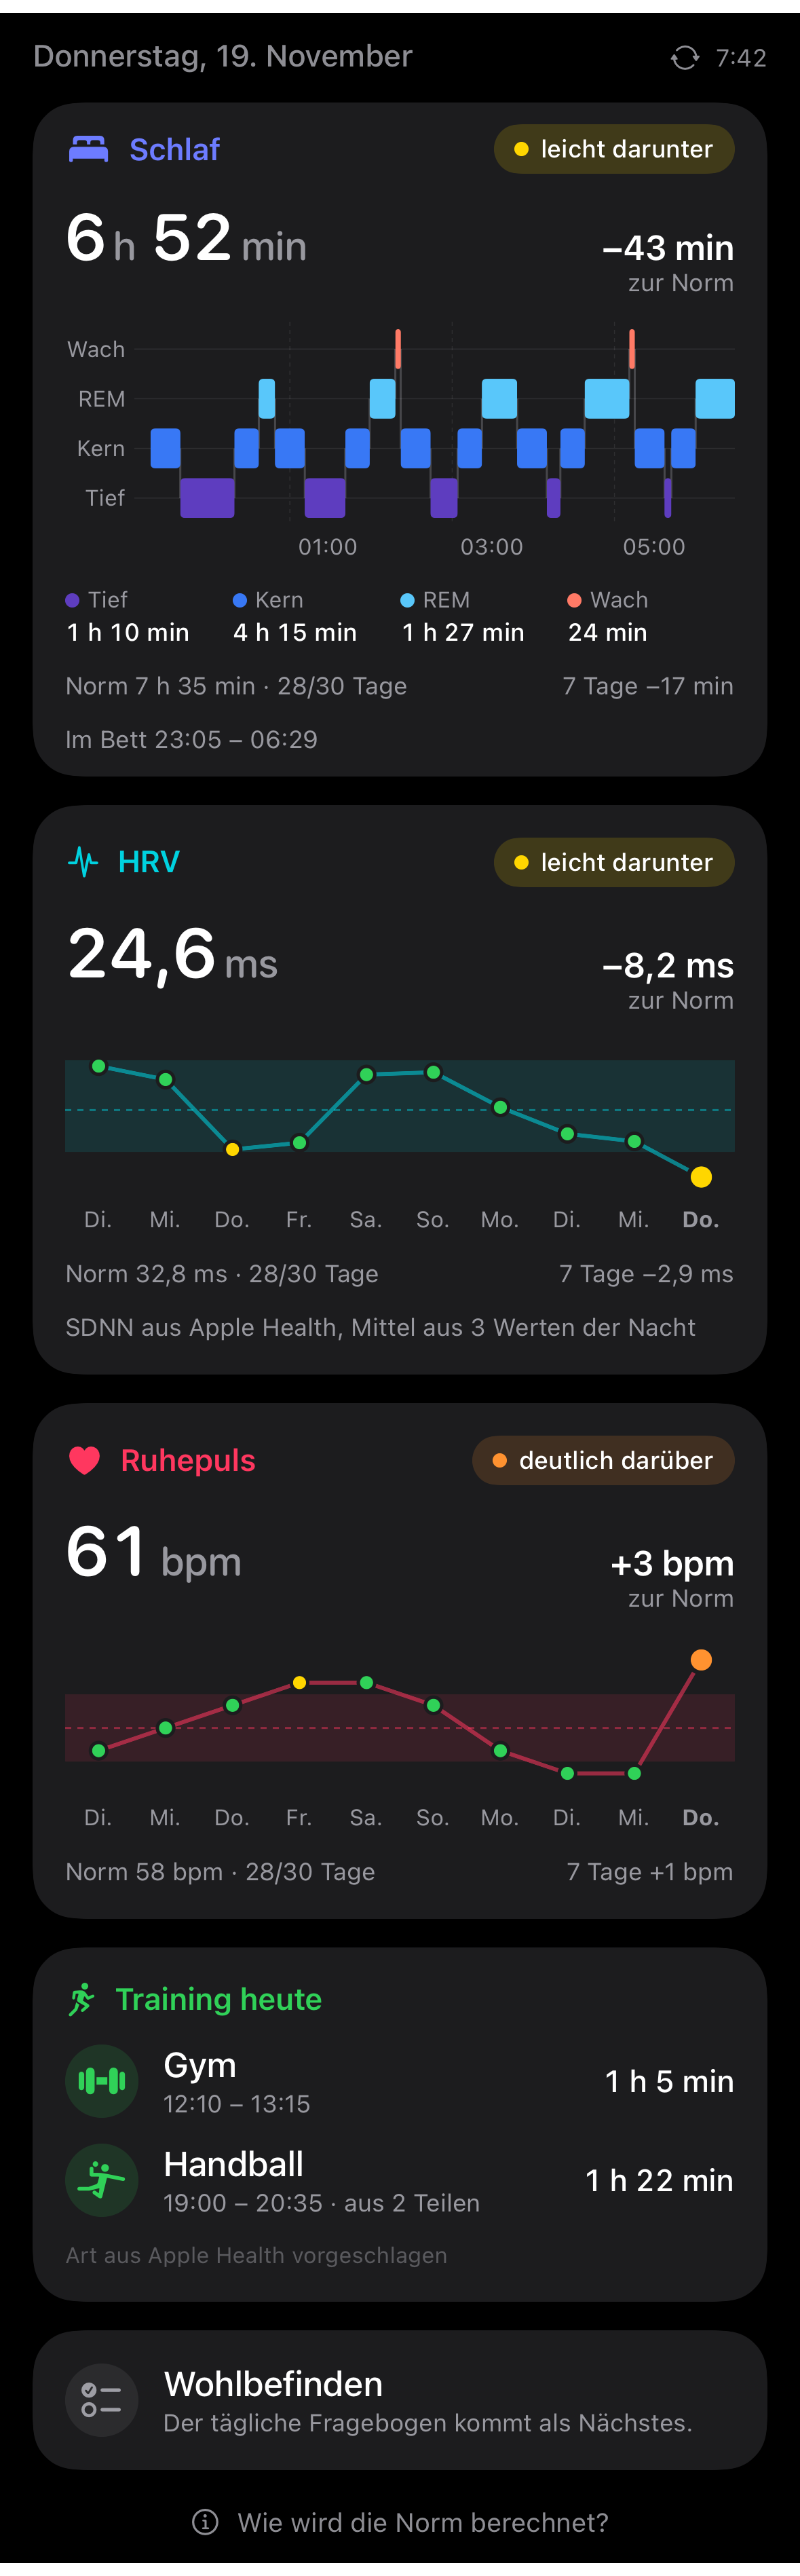 Donnerstag, 19. November 7:42
Schlaf leicht darunter
6 h 52 min −43 min
zur Norm
Wach
REM
Kern
Tief
01:00 03:00 05:00
Tief Kern REM Wach
1 h 10 min 4 h 15 min 1 h 27 min 24 min
Norm 7 h 35 min · 28/30 Tage 7 Tage −17 min
Im Bett 23:05 – 06:29
HRV leicht darunter
24,6 ms −8,2 ms
zur Norm
Di. Mi. Do. Fr. Sa. So. Mo. Di. Mi. Do.
Norm 32,8 ms · 28/30 Tage 7 Tage −2,9 ms
SDNN aus Apple Health, Mittel aus 3 Werten der Nacht
Ruhepuls deutlich darüber
61 bpm +3 bpm
zur Norm
Di. Mi. Do. Fr. Sa. So. Mo. Di. Mi. Do.
Norm 58 bpm · 28/30 Tage 7 Tage +1 bpm
Training heute
Gym 1 h 5 min
12:10 – 13:15
Handball 1 h 22 min
19:00 – 20:35 · aus 2 Teilen
Art aus Apple Health vorgeschlagen
Wohlbefinden
Der tägliche Fragebogen kommt als Nächstes.
Wie wird die Norm berechnet?